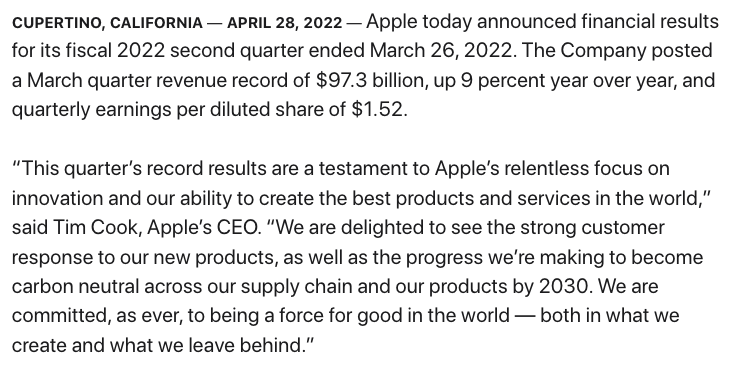 CUPERTINO, CALIFORNIA — APRIL 28, 2022 — Apple today announced financial results
for its fiscal 2022 second quarter ended March 26, 2022. The Company posted
a March quarter revenue record of $97.3 billion, up 9 percent year over year, and
quarterly earnings per diluted share of $1.52.
“This quarter’s record results are a testament to Apple’s relentless focus on
innovation and our ability to create the best products and services in the world,”
said Tim Cook, Apple’s CEO. “We are delighted to see the strong customer
response to our new products, as well as the progress we’re making to become
carbon neutral across our supply chain and our products by 2030. We are
committed, as ever, to being a force for good in the world — both in what we
create and what we leave behind.”